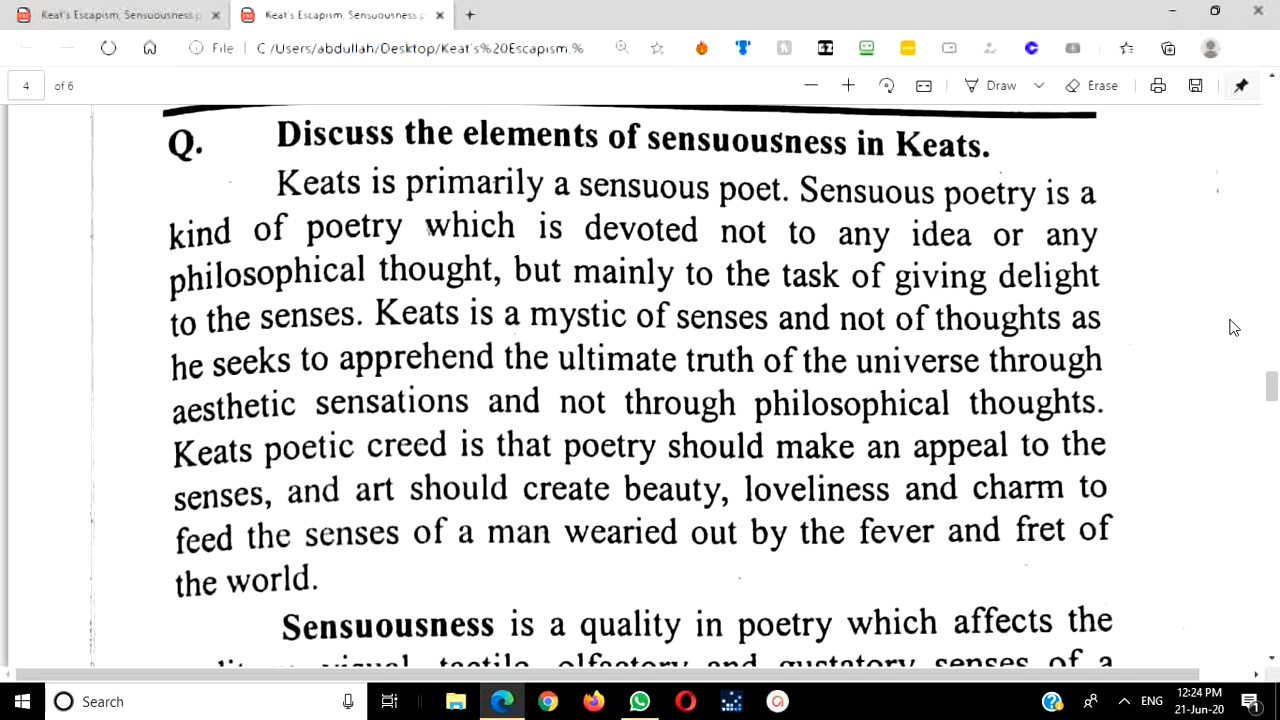 Keat's Escapism, Sensuousness.p
Keat's Escapism, Sensuousness.p
File
C:/Users/abdullah/Desktop/Keat's%20Escapism.%
4 of 6
Draw
Erase
Q. Discuss the elements of sensuousness in Keats.
Keats is primarily a sensuous poet. Sensuous poetry is a
kind of poetry which is devoted not to any idea or any
philosophical thought, but mainly to the task of giving delight
to the senses. Keats is a mystic of senses and not of thoughts as
he seeks to apprehend the ultimate truth of the universe through
aesthetic sensations and not through philosophical thoughts.
Keats poetic creed is that poetry should make an appeal to the
senses, and art should create beauty, loveliness and charm to
feed the senses of a man wearied out by the fever and fret of
the world.
Sensuousness is a quality in poetry which affects the
visual, tactile, olfactory and gustatory senses of a
Search
ENG
12:24 PM
21-Jun-20